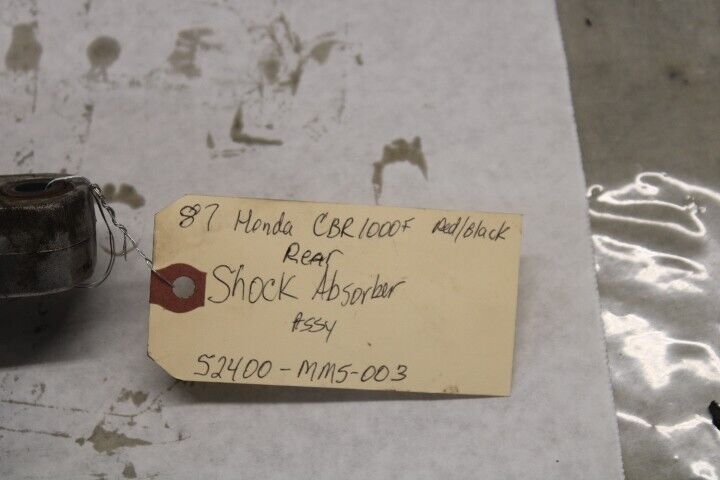 87 Honda CBR1000F Red/Black
Rear
Shock Absorber
Assy
52400-MM5-003